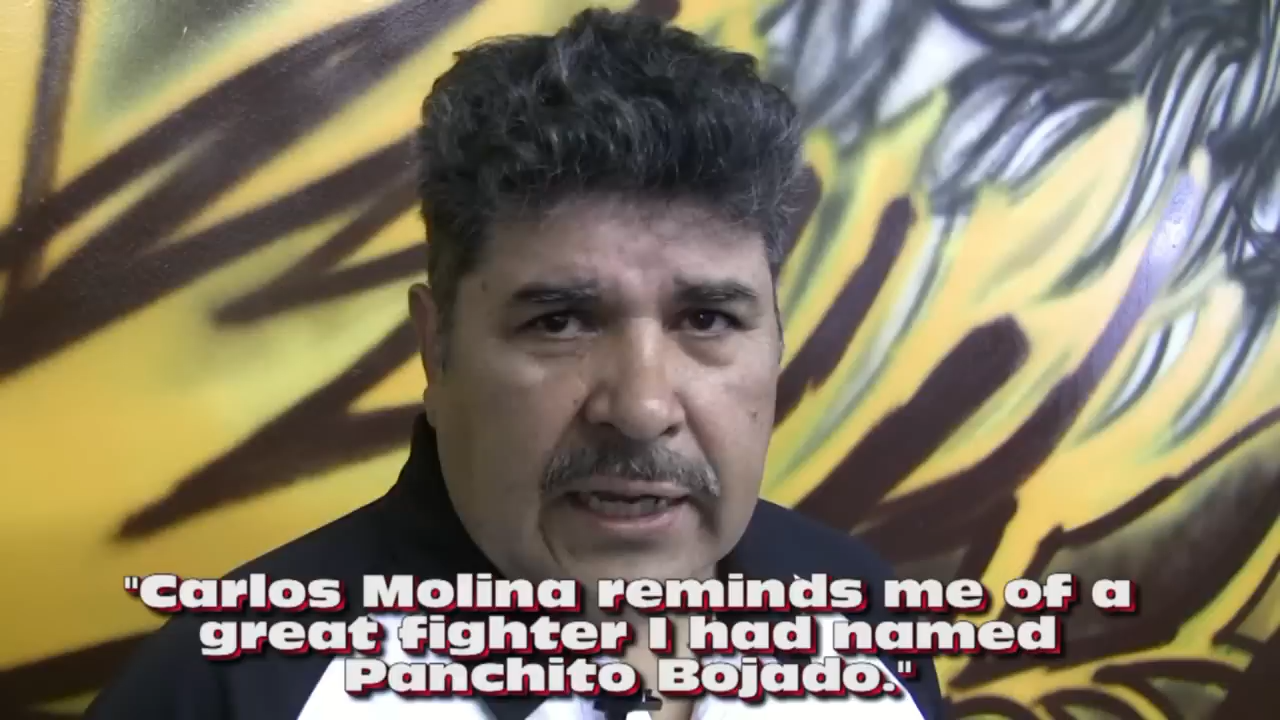 "Carlos Molina reminds me of a
great fighter I had named
Panchito Bojado."